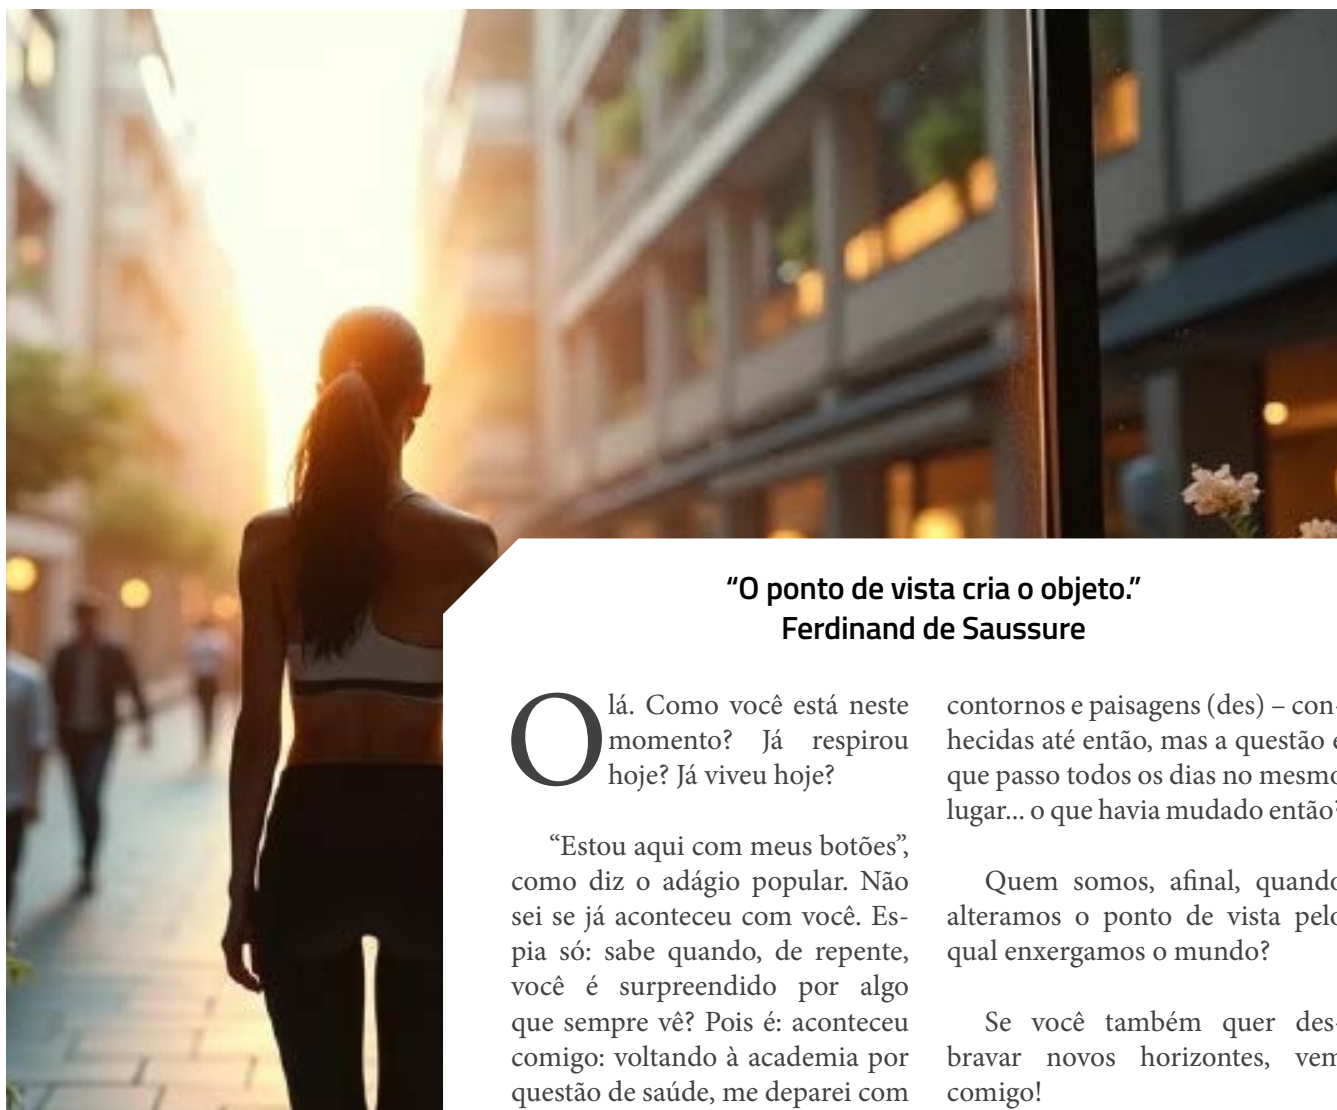 “O ponto de vista cria o objeto.”
Ferdinand de Saussure
Olá. Como você está neste
momento? Já respirou
hoje? Já viveu hoje?
“Estou aqui com meus botões”,
como diz o adágio popular. Não
sei se já aconteceu com você. Es-
pia só: sabe quando, de repente,
você é surpreendido por algo
que sempre vê? Pois é: aconteceu
comigo: voltando à academia por
questão de saúde, me deparei com
contornos e paisagens (des) – con-
hecidas até então, mas a questão é
que passo todos os dias no mesmo
lugar... o que havia mudado então?
Quem somos, afinal, quando
alteramos o ponto de vista pelo
qual enxergamos o mundo?
Se você também quer des-
bravar novos horizontes, vem
comigo!